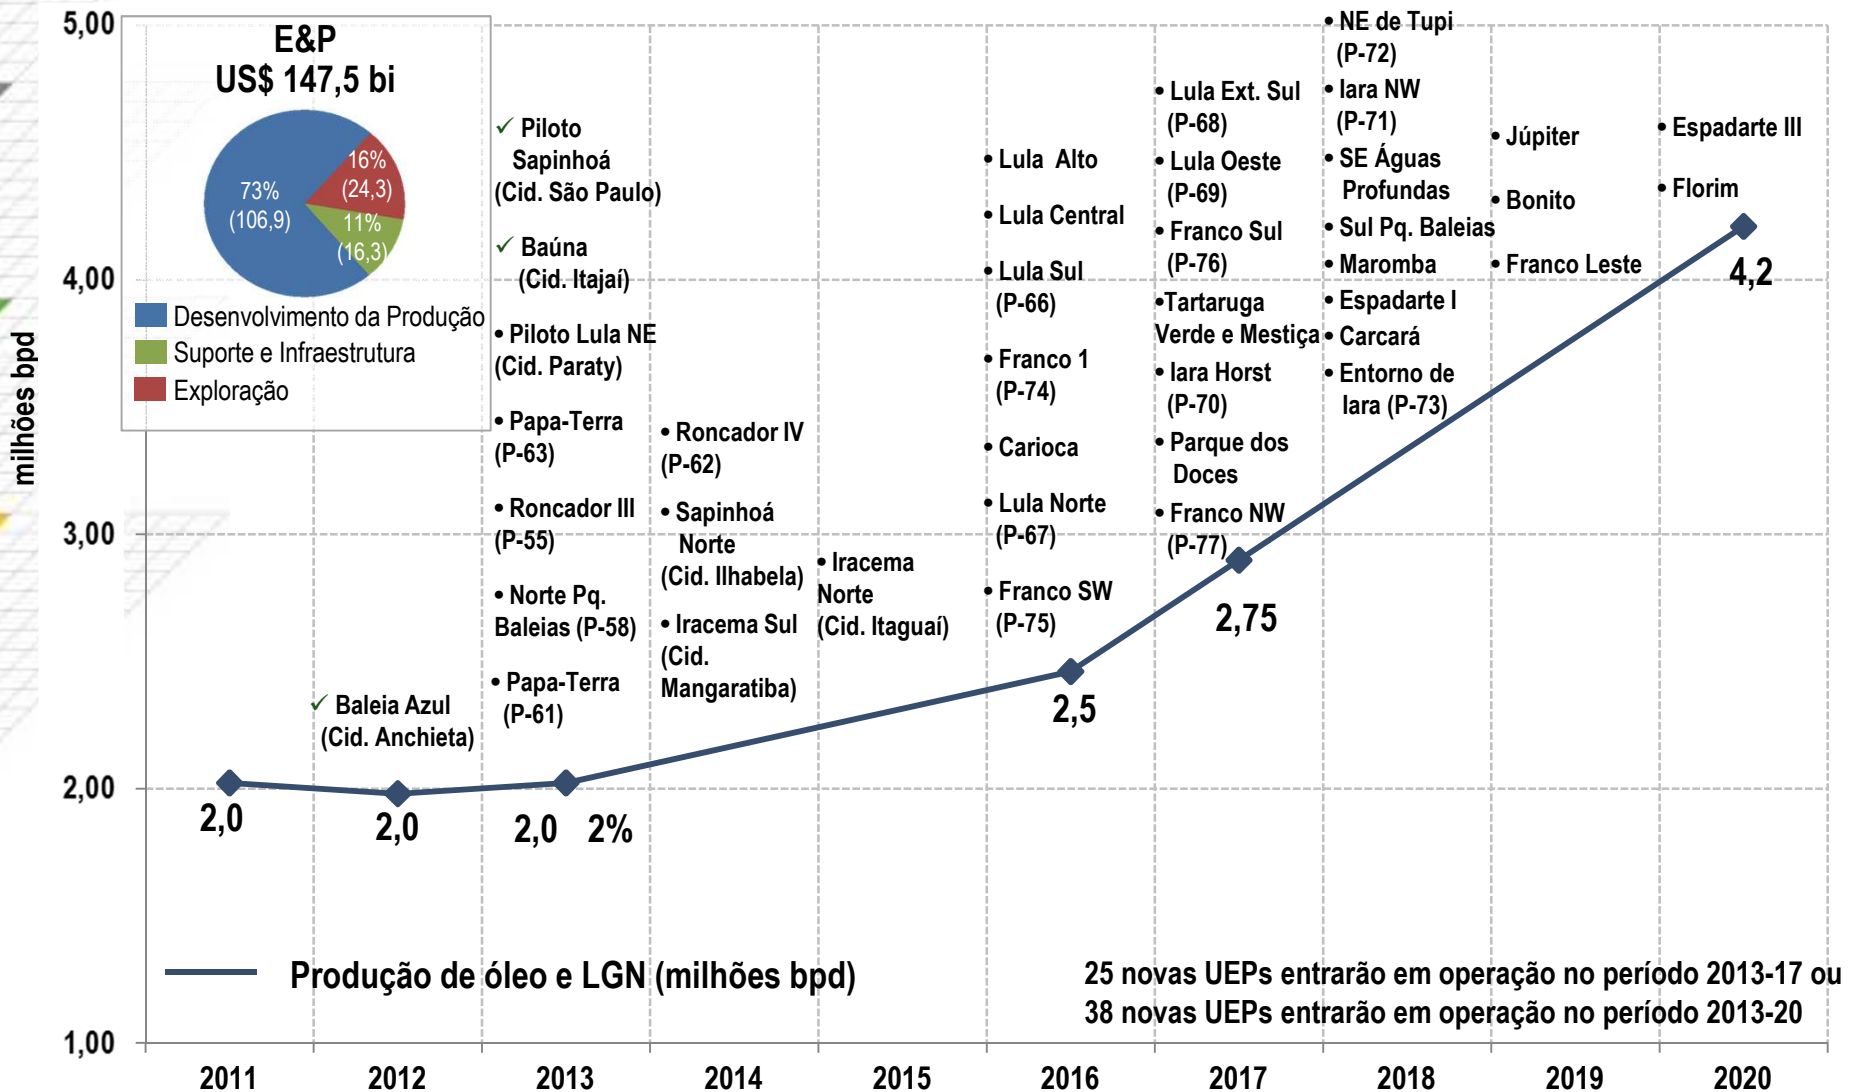 E&P
US$ 147,5 bi
73%
(106,9)
16%
(24,3)
11%
(16,3)
Desenvolvimento da Produção
Suporte e Infraestrutura
Exploração
milhões bpd
5,00
4,00
3,00
2,00
1,00
✓ Baleia Azul
(Cid. Anchieta)
✓ Piloto
Sapinhoá
(Cid. São Paulo)
✓ Baúna
(Cid. Itajaí)
• Piloto Lula NE
(Cid. Paraty)
• Papa-Terra
(P-63)
• Roncador III
(P-55)
• Norte Pq.
Baleias (P-58)
• Papa-Terra
(P-61)
• Roncador IV
(P-62)
• Sapinhoá
Norte
(Cid. Ilhabela)
• Iracema Sul
(Cid.
Mangaratiba)
• Iracema
Norte
(Cid. Itaguaí)
• Lula Alto
• Lula Central
• Lula Sul
(P-66)
• Franco 1
(P-74)
• Carioca
• Lula Norte
(P-67)
• Franco SW
(P-75)
• Lula Ext. Sul
(P-68)
• Lula Oeste
(P-69)
• Franco Sul
(P-76)
•Tartaruga
Verde e Mestiça
• Iara Horst
(P-70)
• Parque dos
Doces
• Franco NW
(P-77)
• NE de Tupi
(P-72)
• Iara NW
(P-71)
• SE Águas
Profundas
• Sul Pq. Baleias
• Maromba
• Espadarte I
• Carcará
• Entorno de
Iara (P-73)
• Júpiter
• Bonito
• Franco Leste
• Espadarte III
• Florim
2,0
2,0
2,0 2%
2,5
2,75
4,2
Produção de óleo e LGN (milhões bpd)
25 novas UEPs entrarão em operação no período 2013-17 ou
38 novas UEPs entrarão em operação no período 2013-20
2011 2012 2013 2014 2015 2016 2017 2018 2019 2020